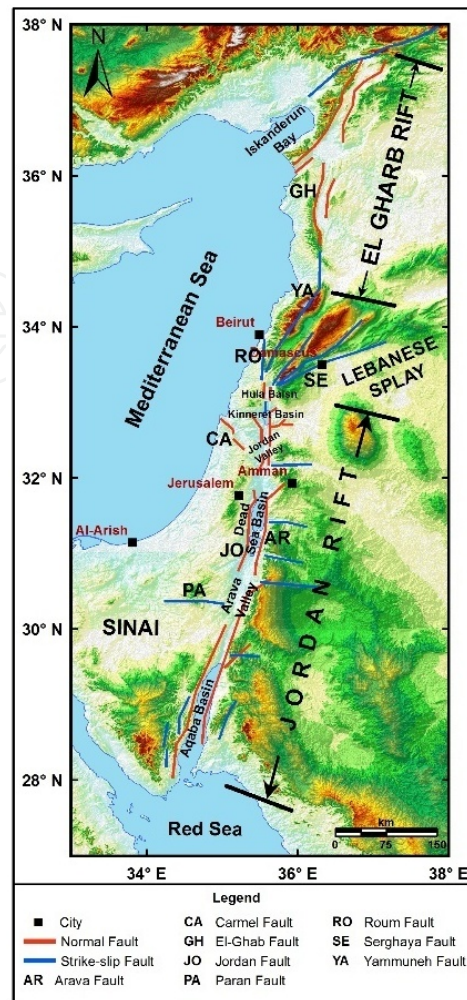 38° N
36° N
34° N
32° N
30° N
28° N
N
Iskanderun
Bay
GH
EL GHARB RIFT
YA
Mediterranean Sea
Beirut
RO
Damascus
SE
LEBANESE
SPLAY
Hula Baisn
Kinneret Basin
CA
Jordan
Valley
Amman
Jerusalem
Dead
Sea Basin
Al-Arish
JO
AR
PA
Arava
Valley
SINAI
JORDAN RIFT
Aqaba Basin
Red Sea
km
0 75 150
34° E
36° E
38° E
Legend
City
Normal Fault
Strike-slip Fault
AR Arava Fault
CA Carmel Fault
GH El-Ghab Fault
JO Jordan Fault
PA Paran Fault
RO Roum Fault
SE Serghaya Fault
YA Yammuneh Fault